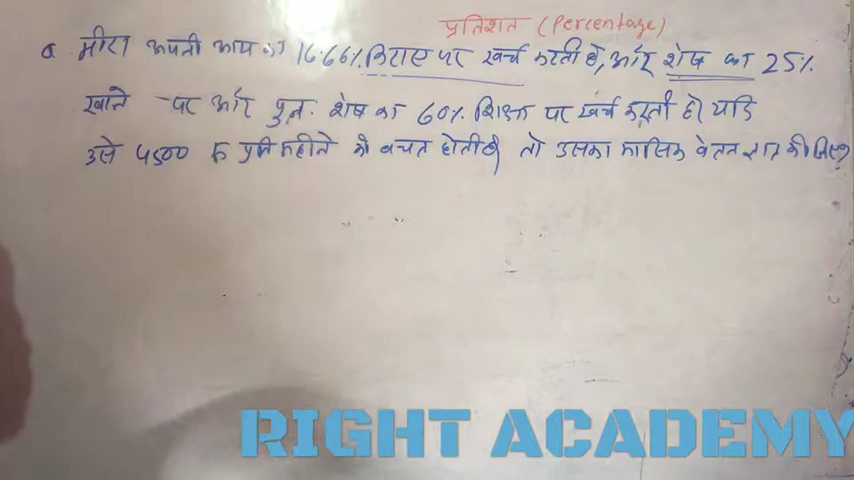 प्रतिशत (Percentage)
Q. मीरा अपनी आय का 16.66% किराए पर खर्च करती है, और शेष का 25%
खाने पर और पुन: शेष का 60% शिक्षा पर खर्च करती है। यदि
उसे 4500 रु प्रति महीने की बचत होती है, तो उसका मासिक वेतन ज्ञात कीजिए?
RIGHT ACADEMY